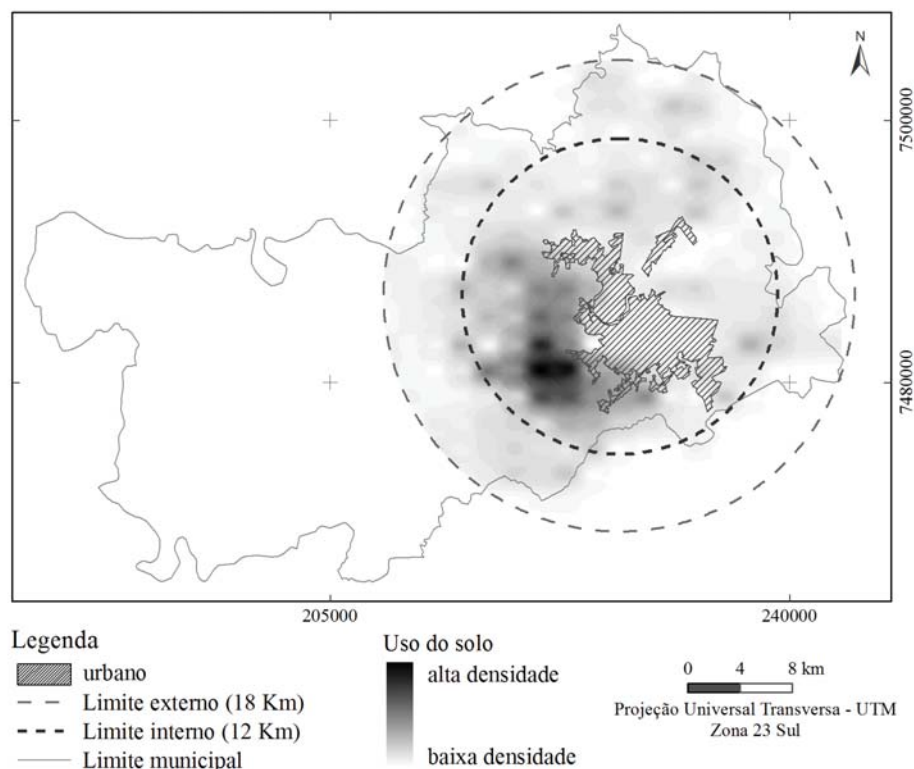 N
7500000
7480000
205000
240000
Legenda
urbano
Limite externo (18 Km)
Limite interno (12 Km)
Limite municipal
Uso do solo
alta densidade
baixa densidade
0 4 8 km
Projeção Universal Transversa - UTM
Zona 23 Sul